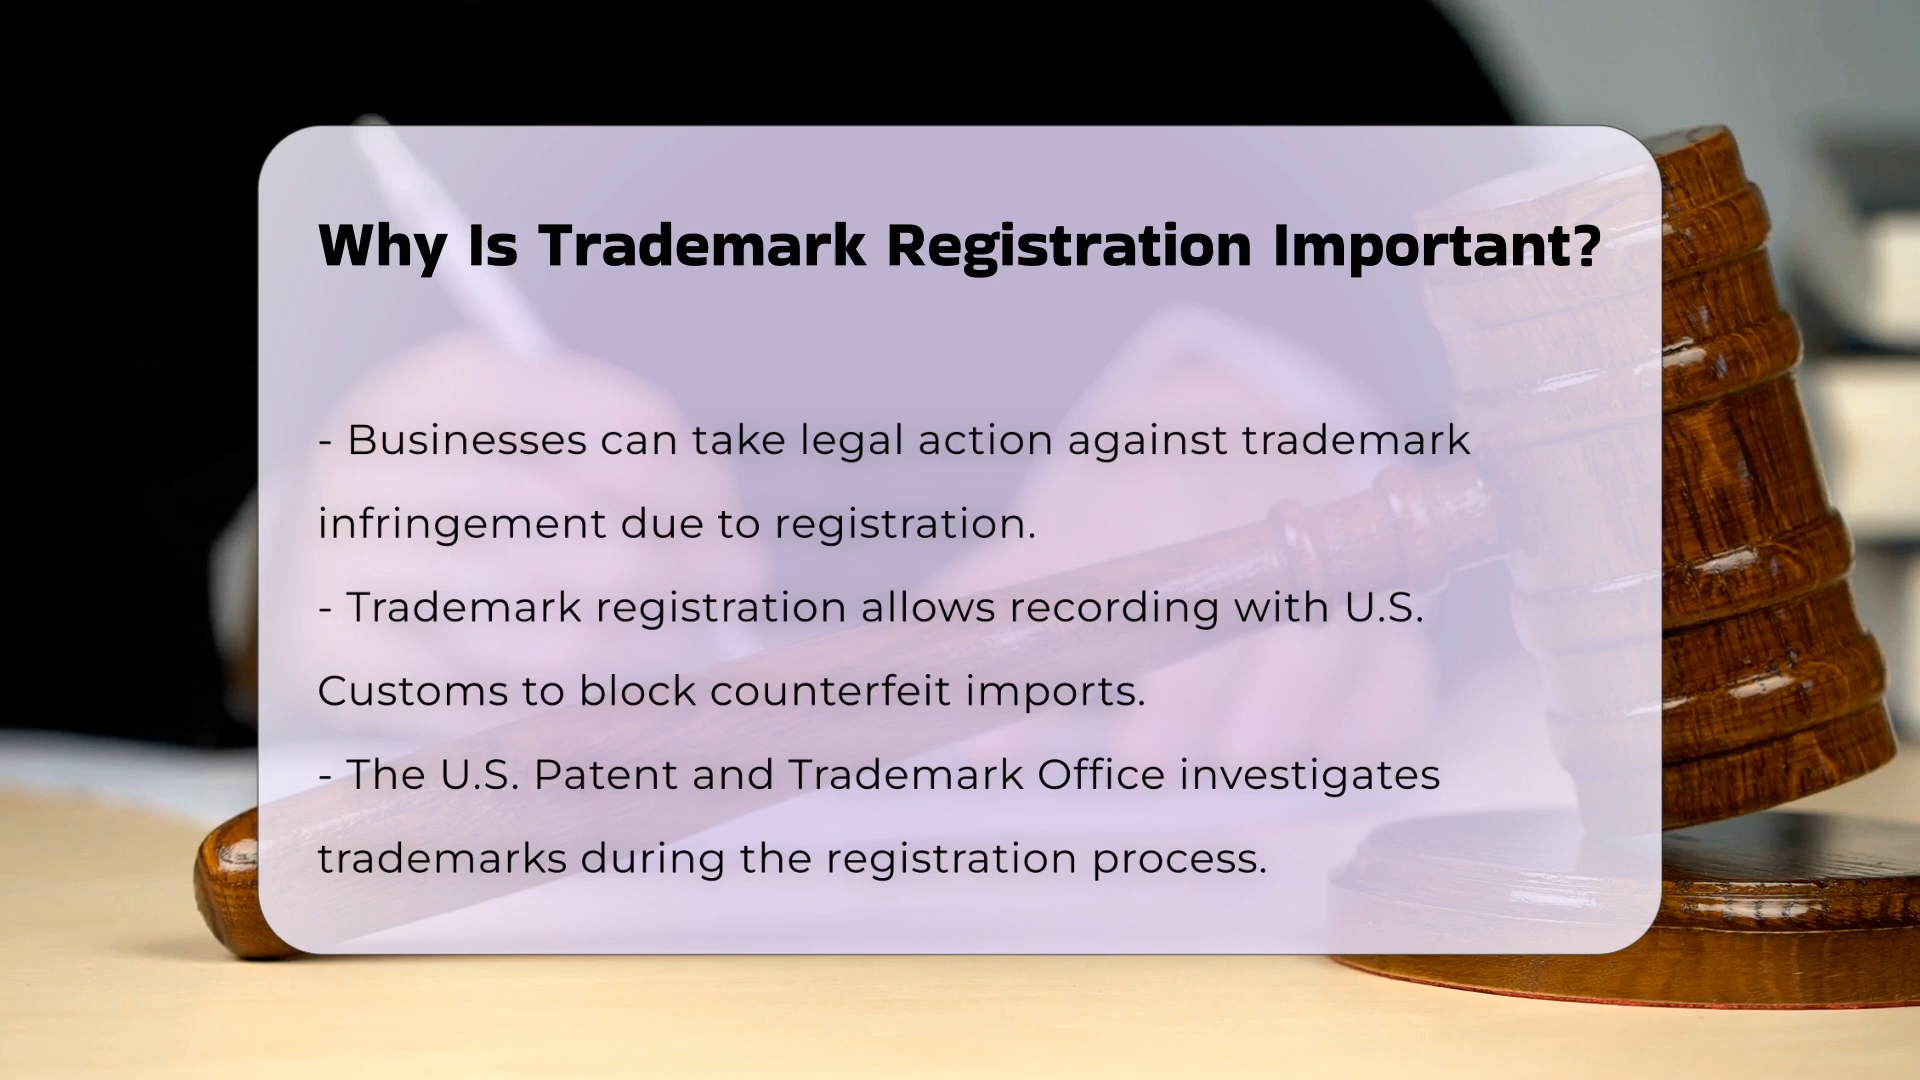 Why Is Trademark Registration Important?
- Businesses can take legal action against trademark
infringement due to registration.
- Trademark registration allows recording with U.S.
Customs to block counterfeit imports.
- The U.S. Patent and Trademark Office investigates
trademarks during the registration process.